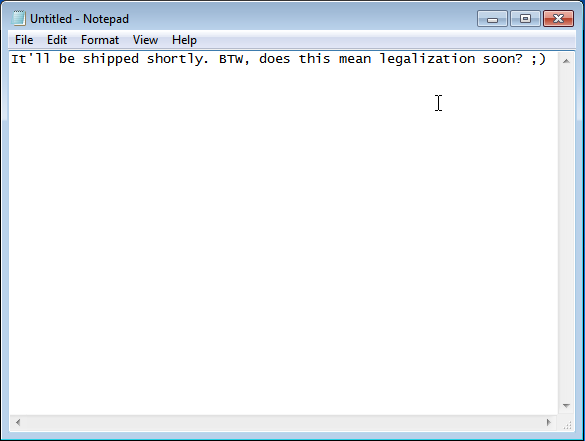 Untitled - Notepad
File Edit Format View Help
It'll be shipped shortly. BTW, does this mean legalization soon? ;)